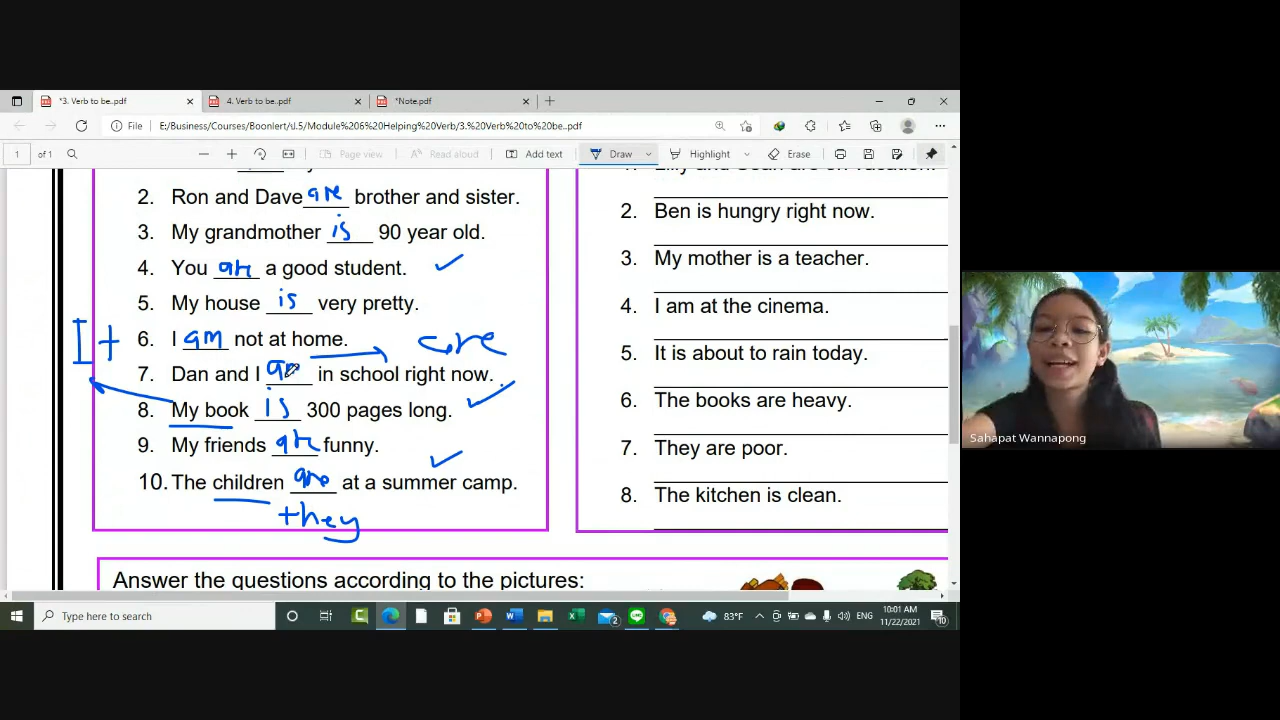 *3. Verb to be..pdf
4. Verb to be..pdf
*Note.pdf
File E:/Business/Courses/Boonlert/ป.5/Module%206%20Helping%20Verb/3.%20Verb%20to%20be..pdf
1 of 1 Page view Read aloud Add text Draw Highlight Erase
2. Ron and Dave are brother and sister.
3. My grandmother is 90 year old.
4. You are a good student.
5. My house is very pretty.
6. I am not at home.
7. Dan and I are in school right now.
8. My book is 300 pages long.
9. My friends are funny.
10. The children are at a summer camp.
they
It
are
2. Ben is hungry right now.
3. My mother is a teacher.
4. I am at the cinema.
5. It is about to rain today.
6. The books are heavy.
7. They are poor.
8. The kitchen is clean.
Answer the questions according to the pictures:
Sahapat Wannapong
Type here to search
83°F ENG 10:01 AM
11/22/2021